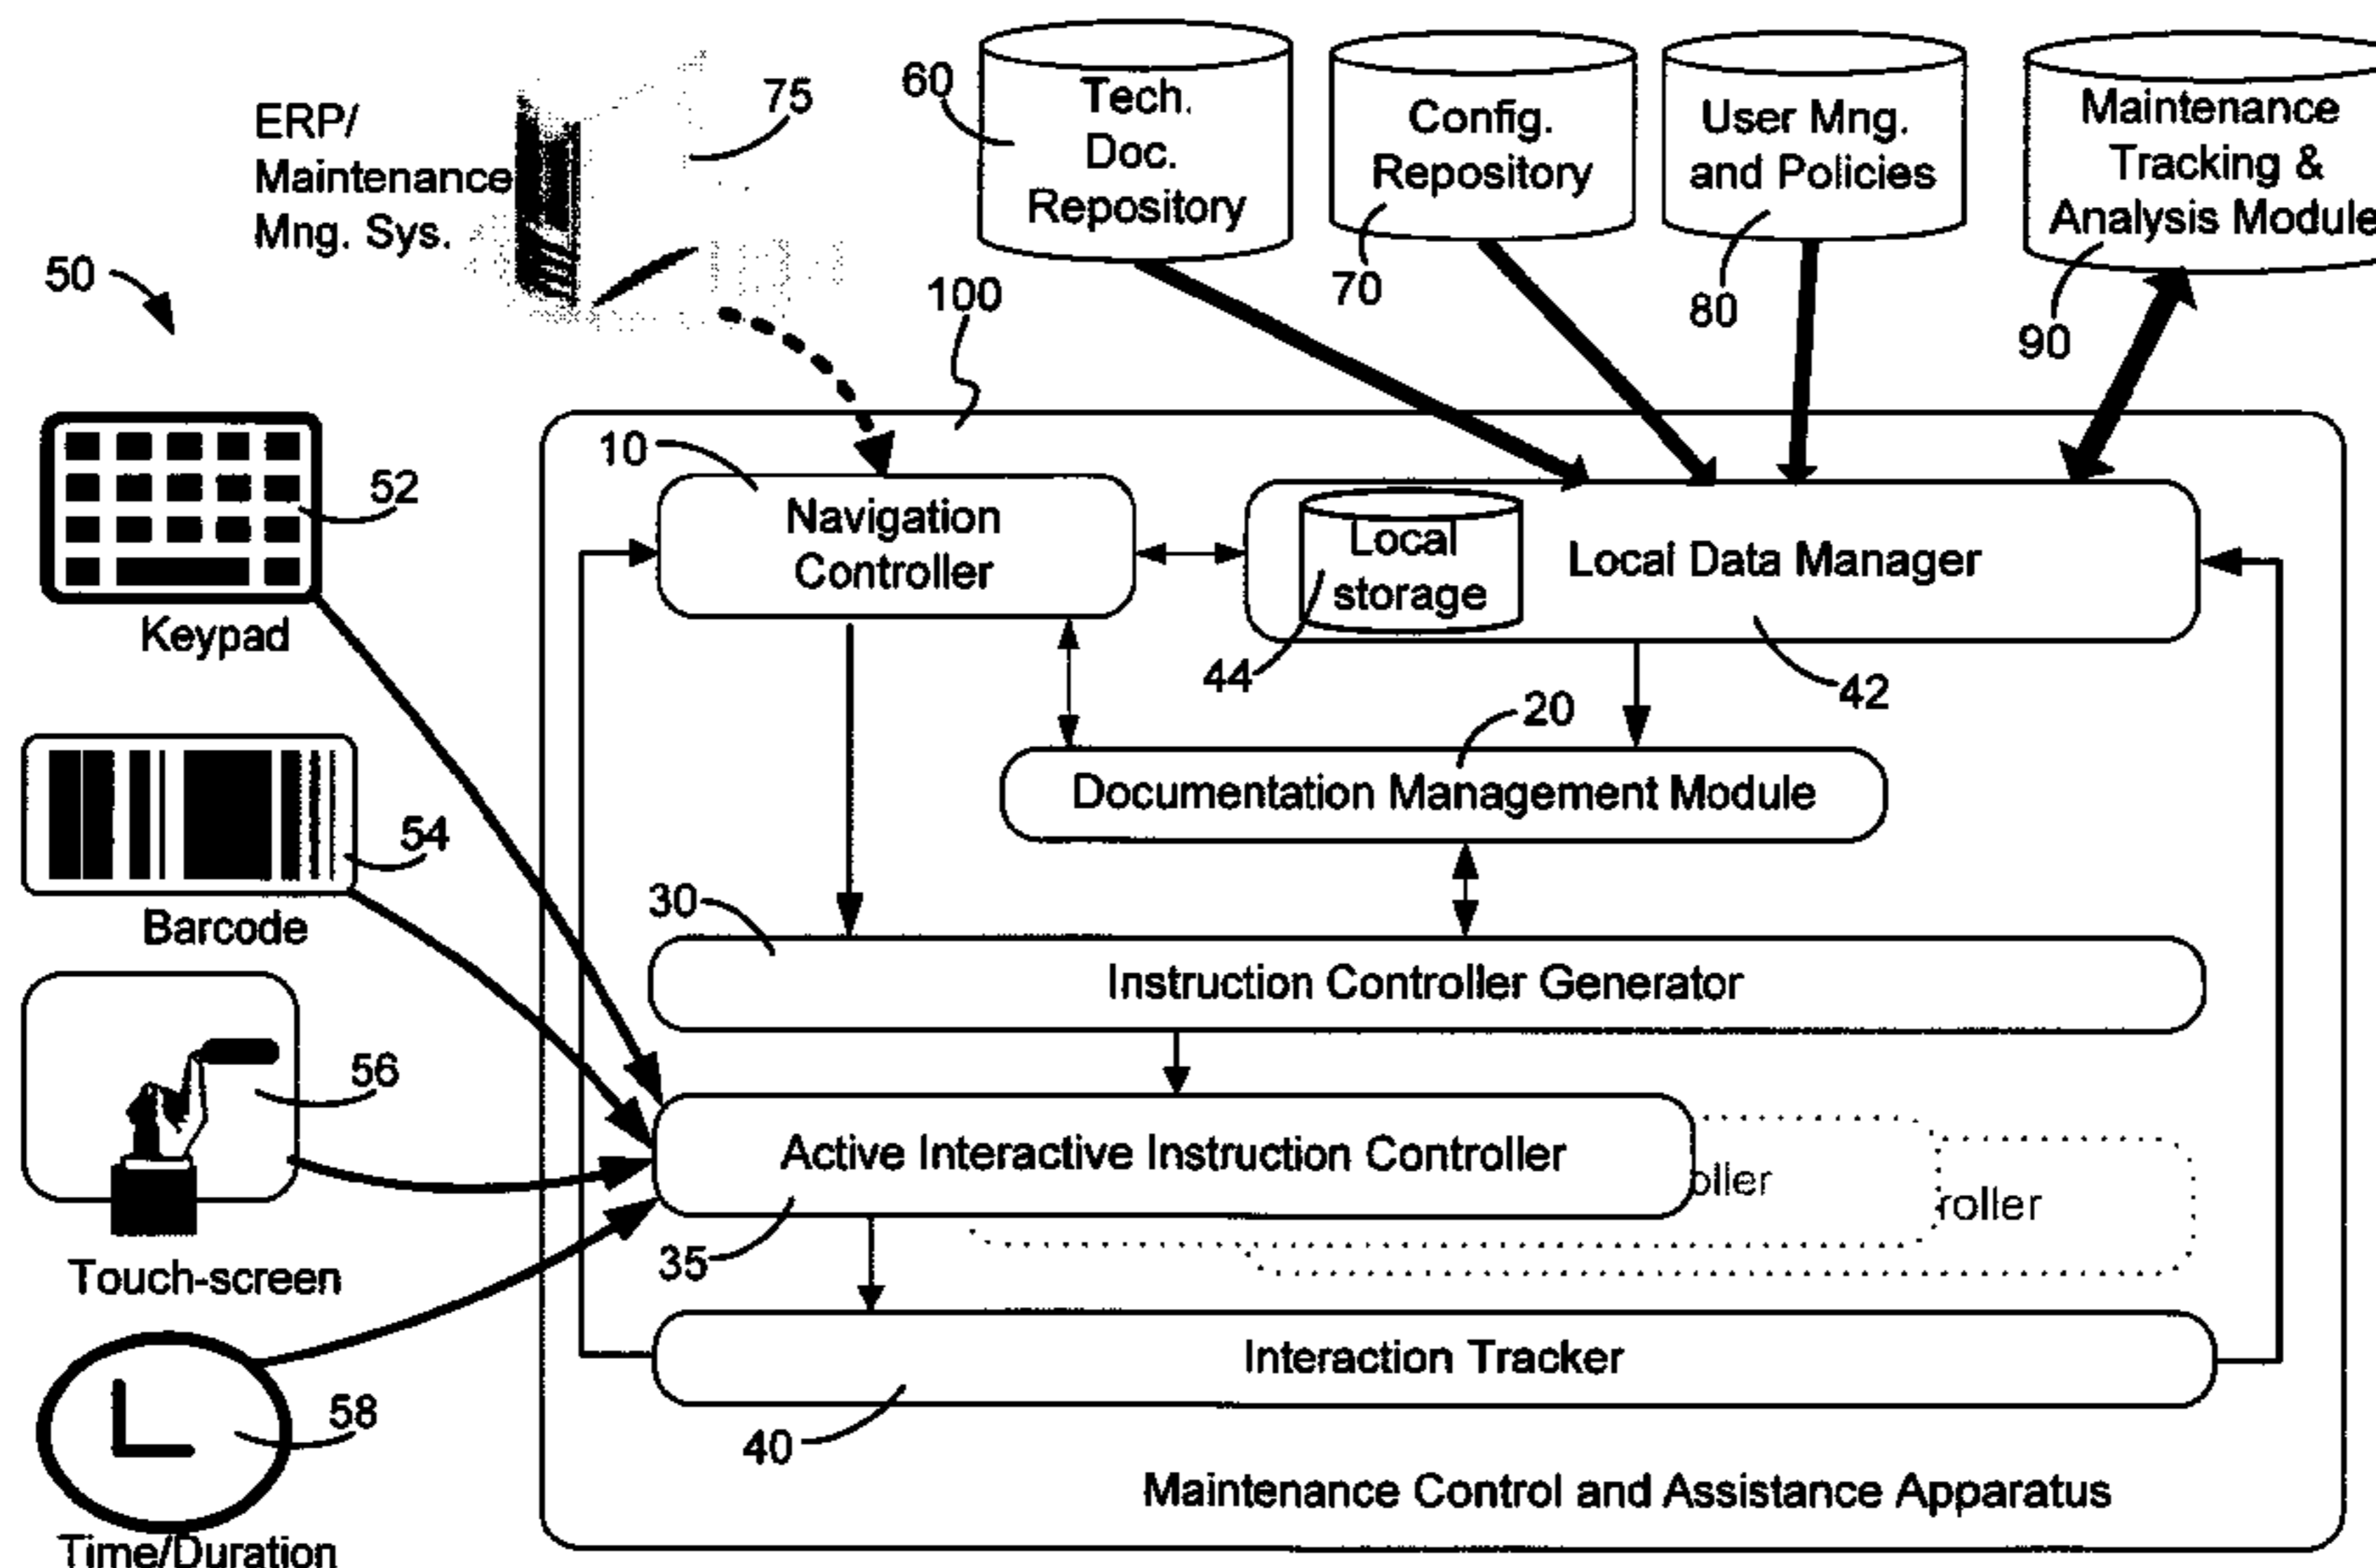 ERP/
Maintenance
Mng. Sys.
75
60
Tech.
Doc.
Repository
Config.
Repository
70
User Mng.
and Policies
80
Maintenance
Tracking &
Analysis Module
90
50
100
10
Navigation
Controller
Local
storage
44
Local Data Manager
42
52
Keypad
20
Documentation Management Module
54
Barcode
30
Instruction Controller Generator
56
Touch-screen
Active Interactive Instruction Controller
oller
roller
35
58
Time/Duration
Interaction Tracker
40
Maintenance Control and Assistance Apparatus